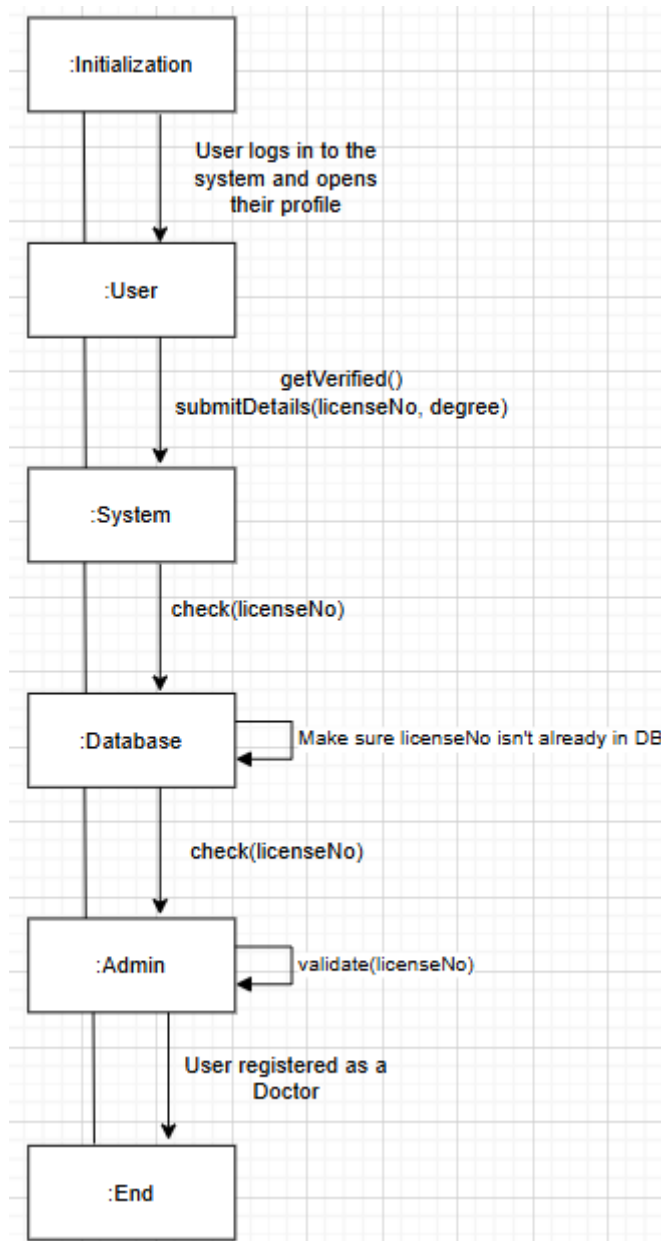 :Initialization
User logs in to the
system and opens
their profile
:User
getVerified()
submitDetails(licenseNo, degree)
:System
check(licenseNo)
:Database
Make sure licenseNo isn't already in DB
check(licenseNo)
:Admin
validate(licenseNo)
User registered as a
Doctor
:End